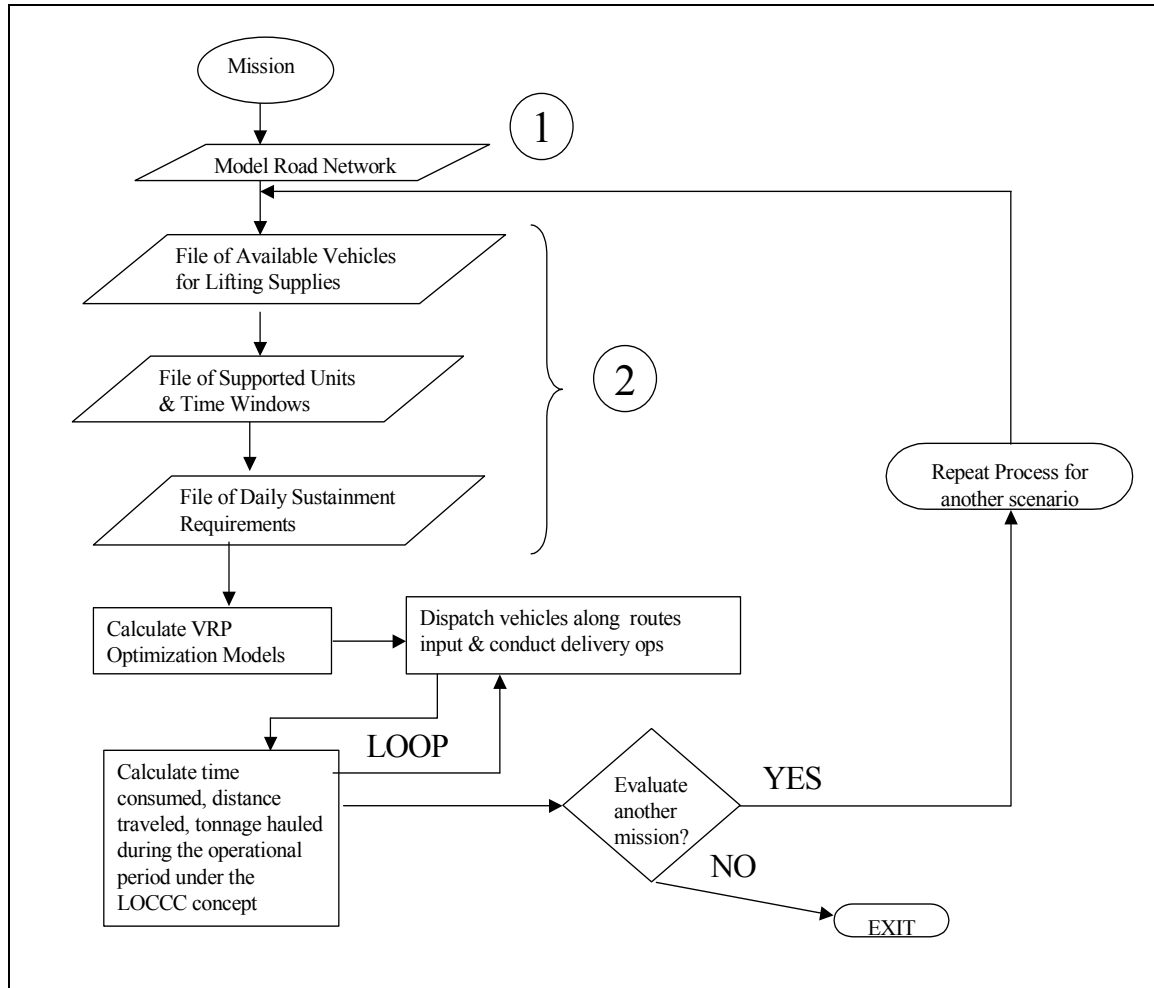 Mission
1
Model Road Network
File of Available Vehicles
for Lifting Supplies
File of Supported Units
& Time Windows
2
File of Daily Sustainment
Requirements
Repeat Process for
another scenario
Calculate VRP
Optimization Models
Dispatch vehicles along routes
input & conduct delivery ops
LOOP
Calculate time
consumed, distance
traveled, tonnage hauled
during the operational
period under the
LOCCC concept
Evaluate
another
mission?
YES
NO
EXIT